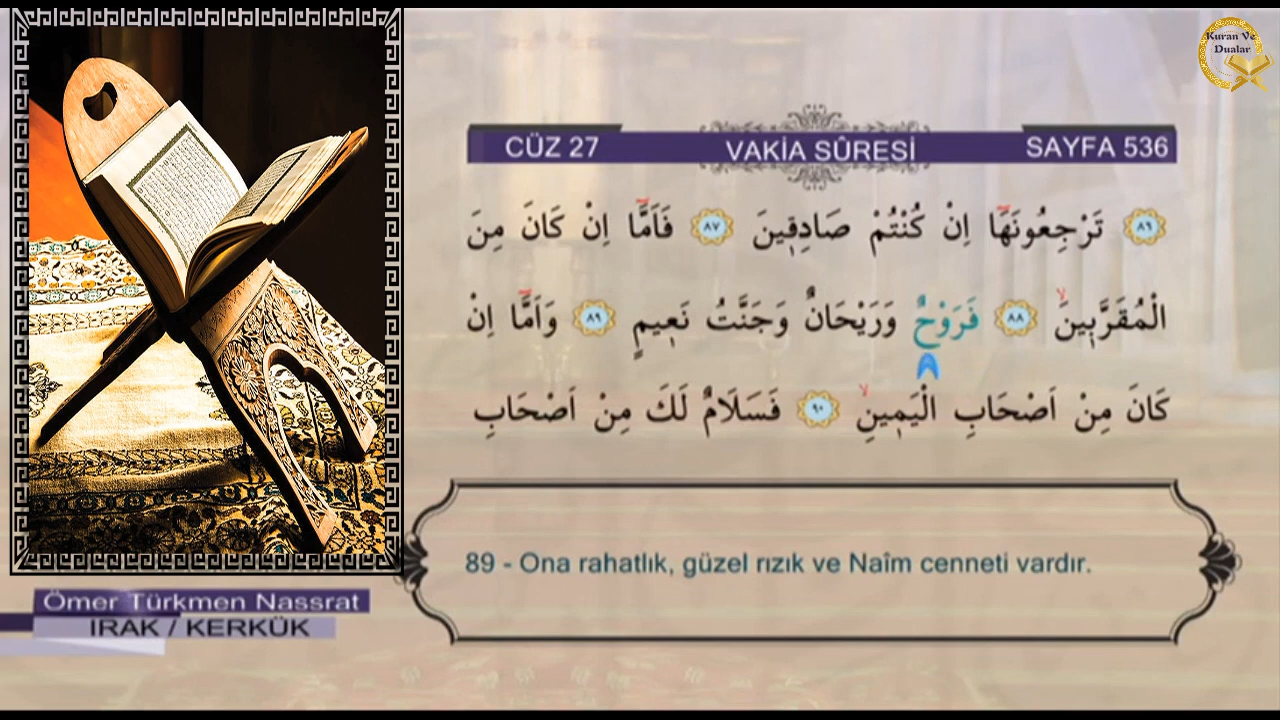 Kuran Ve
Dualar
CÜZ 27
VAKİA SÛRESİ
SAYFA 536
﴿٨٦﴾ تَرْجِعُونَهَٓا اِنْ كُنْتُمْ صَادِق۪ينَ ﴿٨٧﴾ فَاَمَّٓا اِنْ كَانَ مِنَ
الْمُقَرَّب۪ينَۙ ﴿٨٨﴾ فَرَوْحٌ وَرَيْحَانٌ وَجَنَّتُ نَع۪يمٍ ﴿٨٩﴾ وَاَمَّٓا اِنْ
كَانَ مِنْ اَصْحَابِ الْيَم۪ينِۙ ﴿٩٠﴾ فَسَلَامٌ لَكَ مِنْ اَصْحَابِ
89 - Ona rahatlık, güzel rızık ve Naîm cenneti vardır.
Ömer Türkmen Nassrat
IRAK / KERKÜK